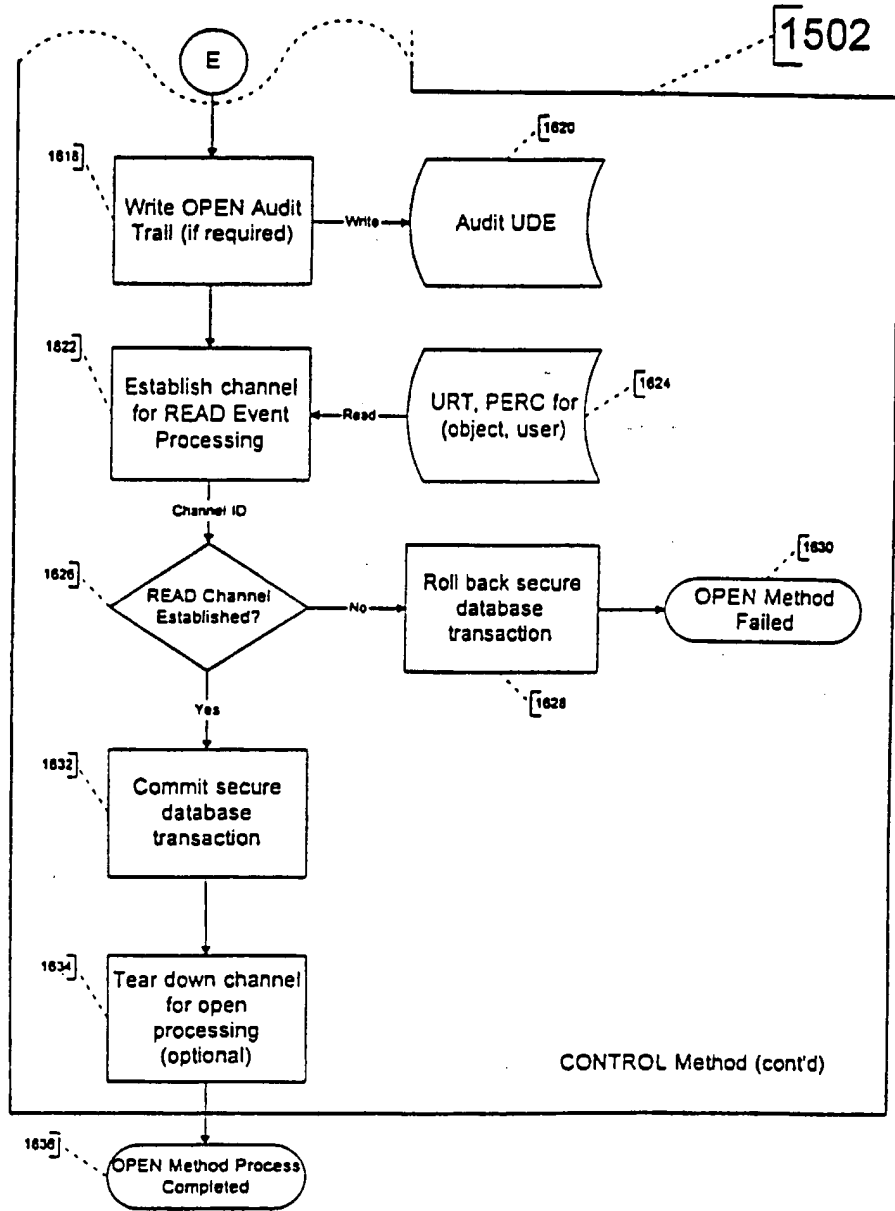 E
1502
1618
Write OPEN Audit
Trail (if required)
Write
1620
Audit UDE
1622
Establish channel
for READ Event
Processing
Read
URT, PERC for
(object, user)
1624
Channel ID
1626
READ Channel
Established?
No
Roll back secure
database
transaction
1628
1630
OPEN Method
Failed
Yes
1632
Commit secure
database
transaction
1634
Tear down channel
for open
processing
(optional)
CONTROL Method (cont'd)
1636
OPEN Method Process
Completed